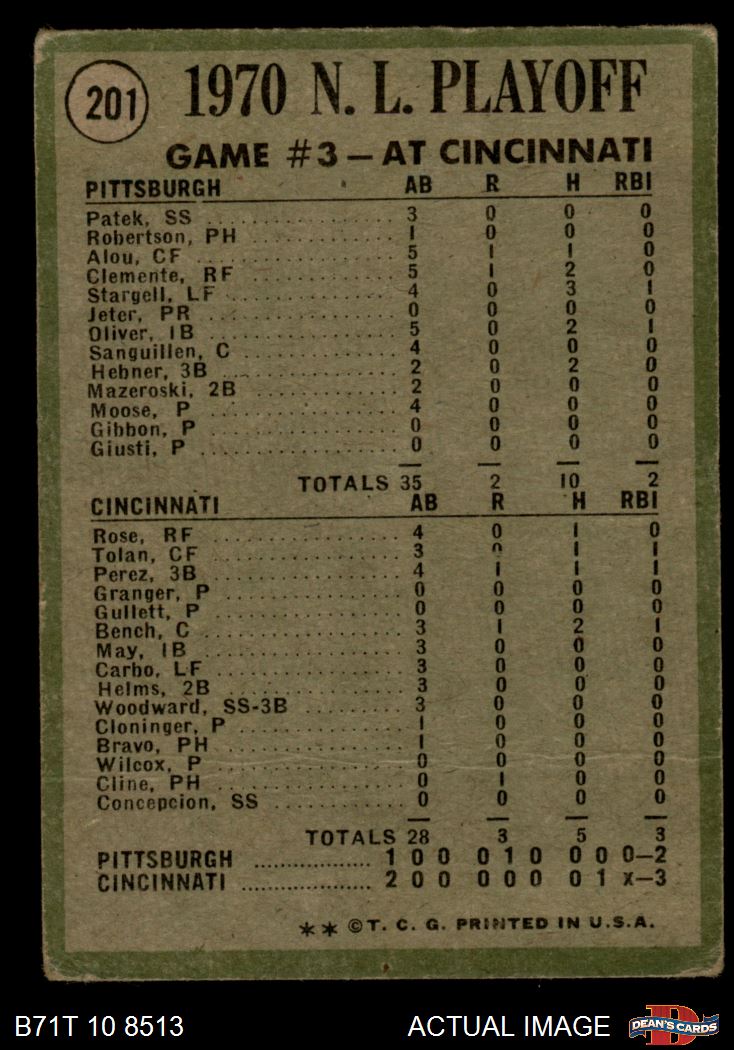 201
1970 N. L. PLAYOFF
GAME #3 – AT CINCINNATI
PITTSBURGH AB R H RBI
Patek, SS .................... 3 0 0 0
Robertson, PH .............. 1 0 0 0
Alou, CF .................... 5 1 1 0
Clemente, RF .............. 5 1 2 0
Stargell, LF ................ 4 0 3 1
Jeter, PR .................... 0 0 0 0
Oliver, 1B .................. 5 0 2 1
Sanguillen, C .............. 4 0 0 0
Hebner, 3B ................ 2 0 2 0
Mazeroski, 2B ............ 2 0 0 0
Moose, P .................... 4 0 0 0
Gibbon, P .................. 0 0 0 0
Giusti, P .................... 0 0 0 0
TOTALS 35 2 10 2
CINCINNATI AB R H RBI
Rose, RF .................... 4 0 1 0
Tolan, CF .................. 3 0 1 1
Perez, 3B .................. 4 1 1 1
Granger, P ................ 0 0 0 0
Gullett, P .................. 0 0 0 0
Bench, C .................... 3 1 2 1
May, 1B .................... 3 0 0 0
Carbo, LF .................. 3 0 0 0
Helms, 2B ................ 3 0 0 0
Woodward, SS-3B ........ 3 0 0 0
Cloninger, P .............. 1 0 0 0
Bravo, PH .................. 1 0 0 0
Wilcox, P .................. 0 0 0 0
Cline, PH .................. 0 1 0 0
Concepcion, SS .......... 0 0 0 0
TOTALS 28 3 5 3
PITTSBURGH .................. 1 0 0 0 1 0 0 0 0–2
CINCINNATI .................... 2 0 0 0 0 0 0 1 x–3
** © T. C. G. PRINTED IN U.S.A.
B71T 10 8513 ACTUAL IMAGE
D
DEAN'S CARDS